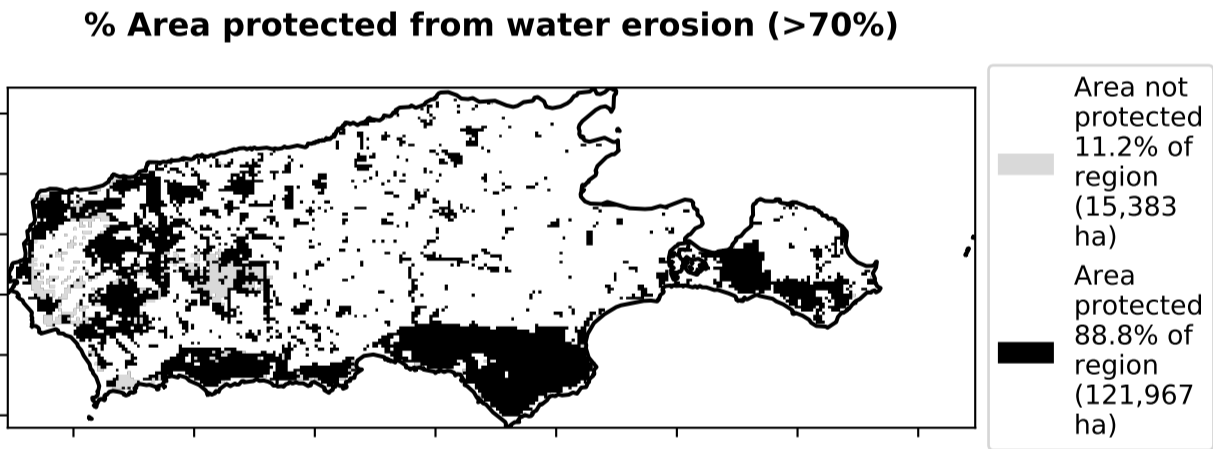 % Area protected from water erosion (>70%)
Area not
protected
11.2% of
region
(15,383
ha)
Area
protected
88.8% of
region
(121,967
ha)